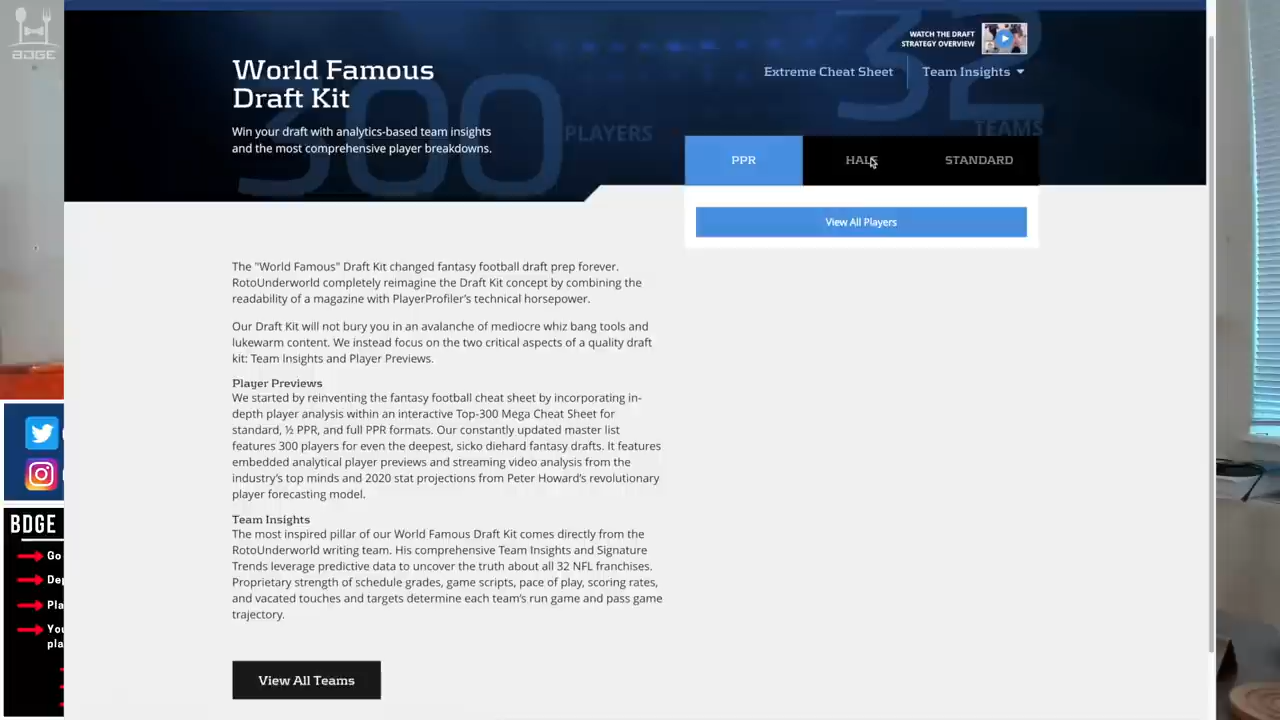 BDGE
WATCH THE DRAFT
STRATEGY OVERVIEW
300
32
PLAYERS
TEAMS
World Famous
Draft Kit
Win your draft with analytics-based team insights
and the most comprehensive player breakdowns.
Extreme Cheat Sheet
Team Insights
PPR
HALF
STANDARD
View All Players
The "World Famous" Draft Kit changed fantasy football draft prep forever.
RotoUnderworld completely reimagine the Draft Kit concept by combining the
readability of a magazine with PlayerProfiler's technical horsepower.
Our Draft Kit will not bury you in an avalanche of mediocre whiz bang tools and
lukewarm content. We instead focus on the two critical aspects of a quality draft
kit: Team Insights and Player Previews.
Player Previews
We started by reinventing the fantasy football cheat sheet by incorporating in-
depth player analysis within an interactive Top-300 Mega Cheat Sheet for
standard, ½ PPR, and full PPR formats. Our constantly updated master list
features 300 players for even the deepest, sicko diehard fantasy drafts. It features
embedded analytical player previews and streaming video analysis from the
industry's top minds and 2020 stat projections from Peter Howard's revolutionary
player forecasting model.
Team Insights
The most inspired pillar of our World Famous Draft Kit comes directly from the
RotoUnderworld writing team. His comprehensive Team Insights and Signature
Trends leverage predictive data to uncover the truth about all 32 NFL franchises.
Proprietary strength of schedule grades, game scripts, pace of play, scoring rates,
and vacated touches and targets determine each team's run game and pass game
trajectory.
View All Teams
BDGE
Go
Dep
Pla
You
pla